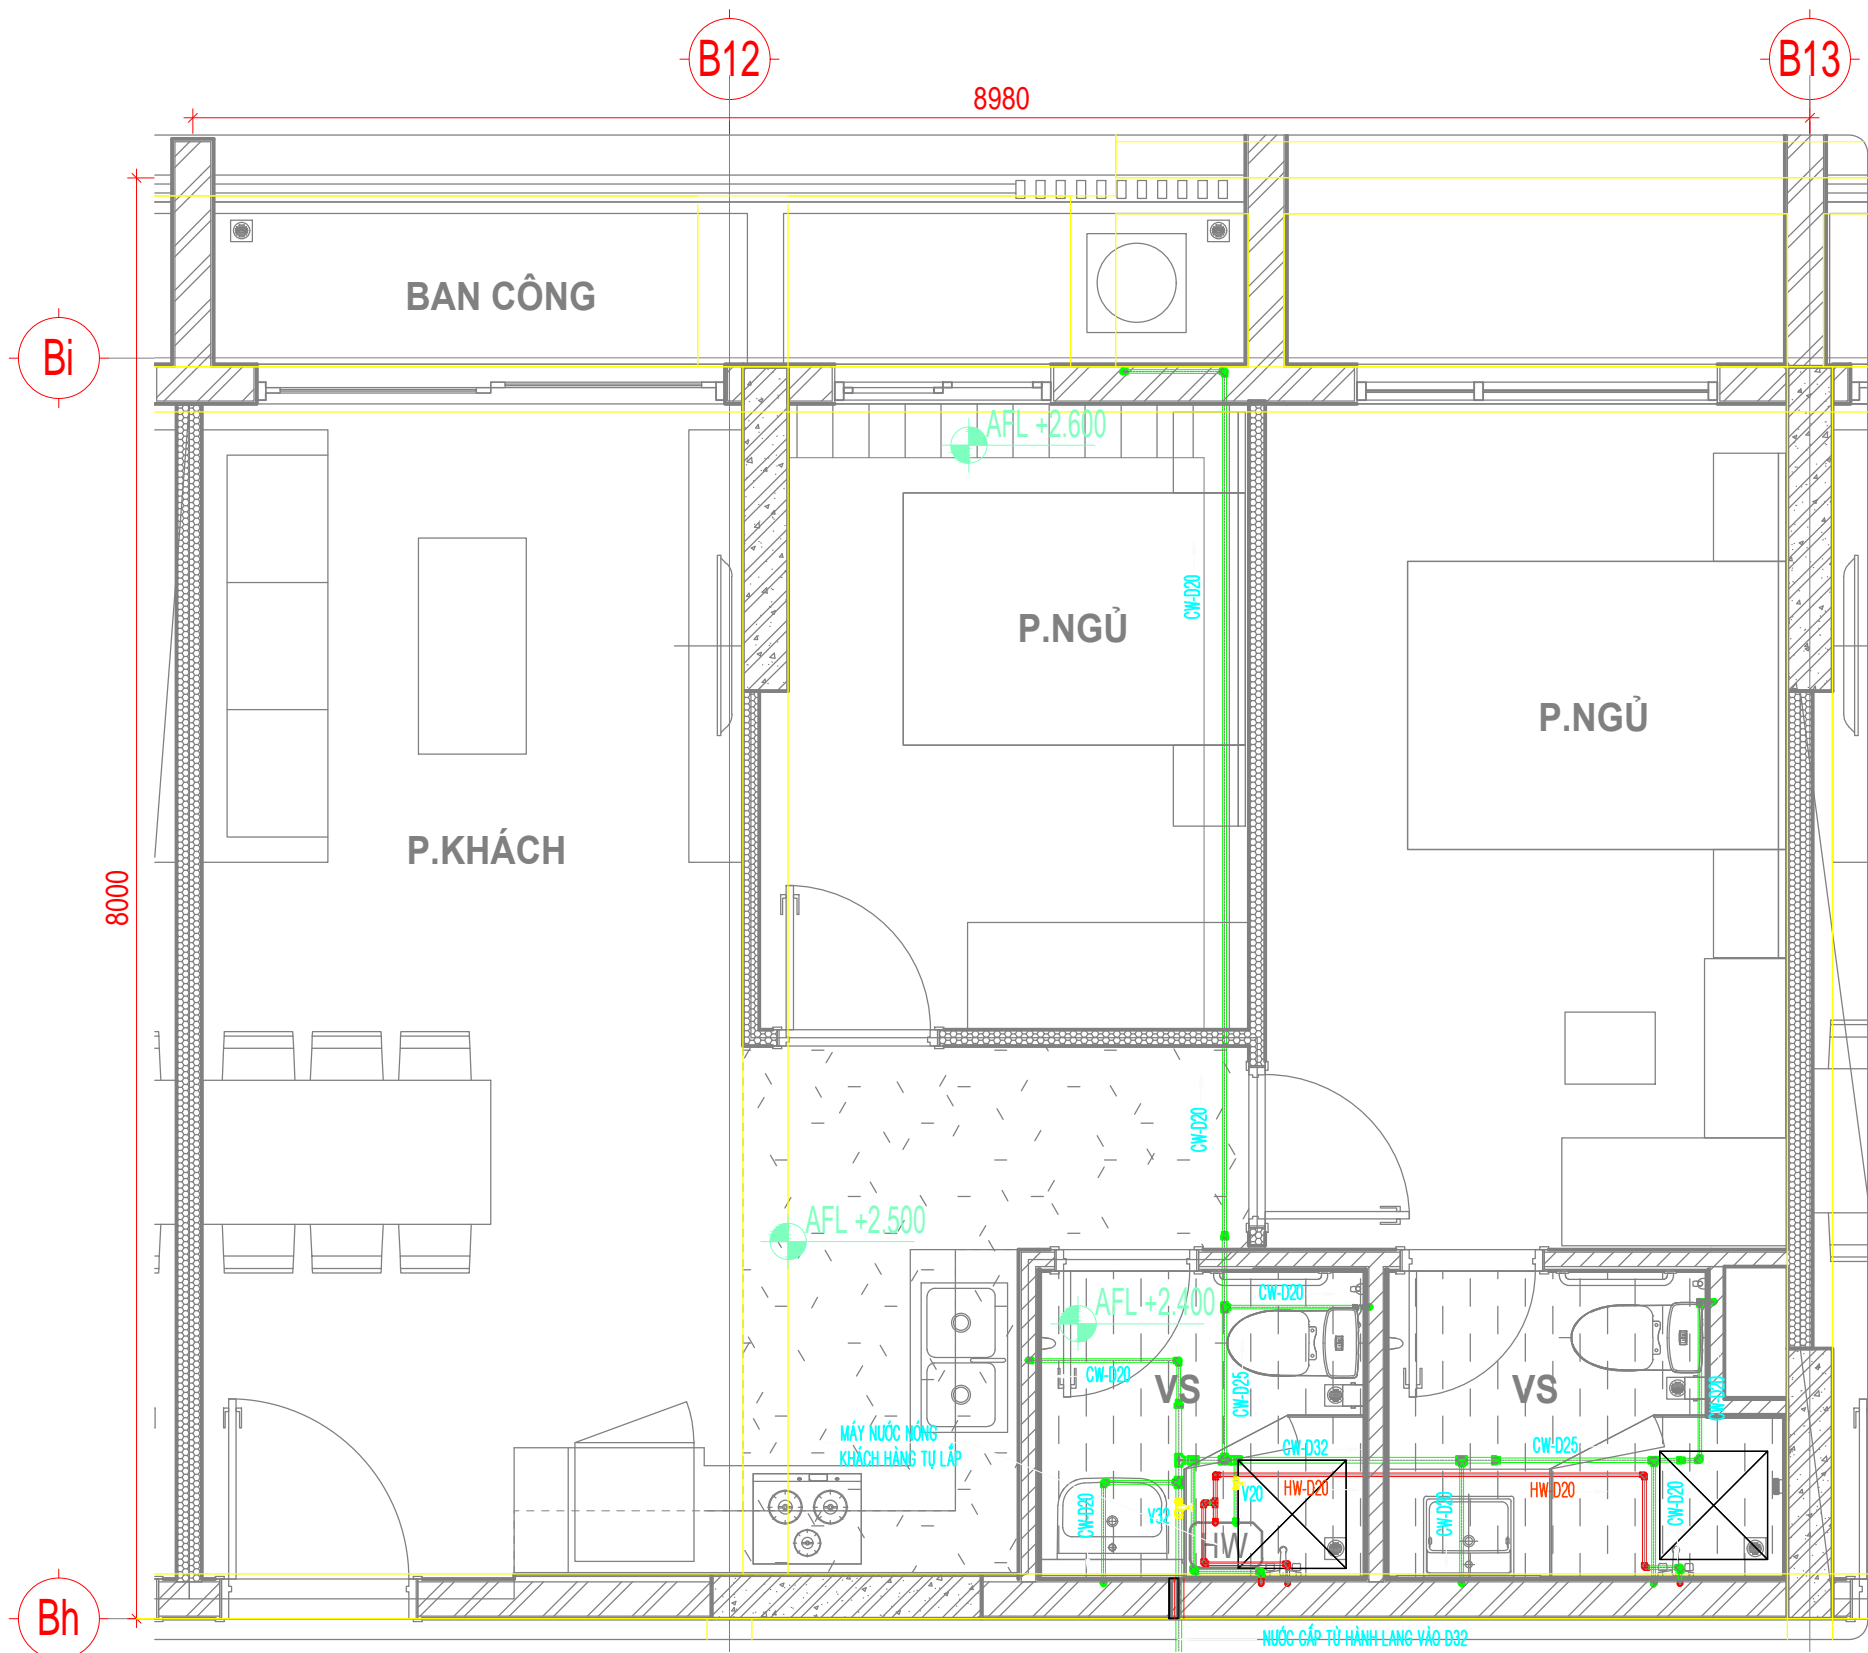 B12
B13
8980
BAN CÔNG
Bi
AFL +2.600
CW-D20
P.NGỦ
P.NGỦ
P.KHÁCH
8000
CW-D20
AFL +2.500
CW-D20
AFL +2.400
CW-D20
VS
CW-D25
VS
CW-D20
MÁY NƯỚC NÓNG
KHÁCH HÀNG TỰ LẮP
CW-D32
CW-D25
HW-D20
HW-D20
V20
V32
CW-D20
CW-D20
CW-D20
HW
Bh
NƯỚC CẤP TỪ HÀNH LANG VÀO D32